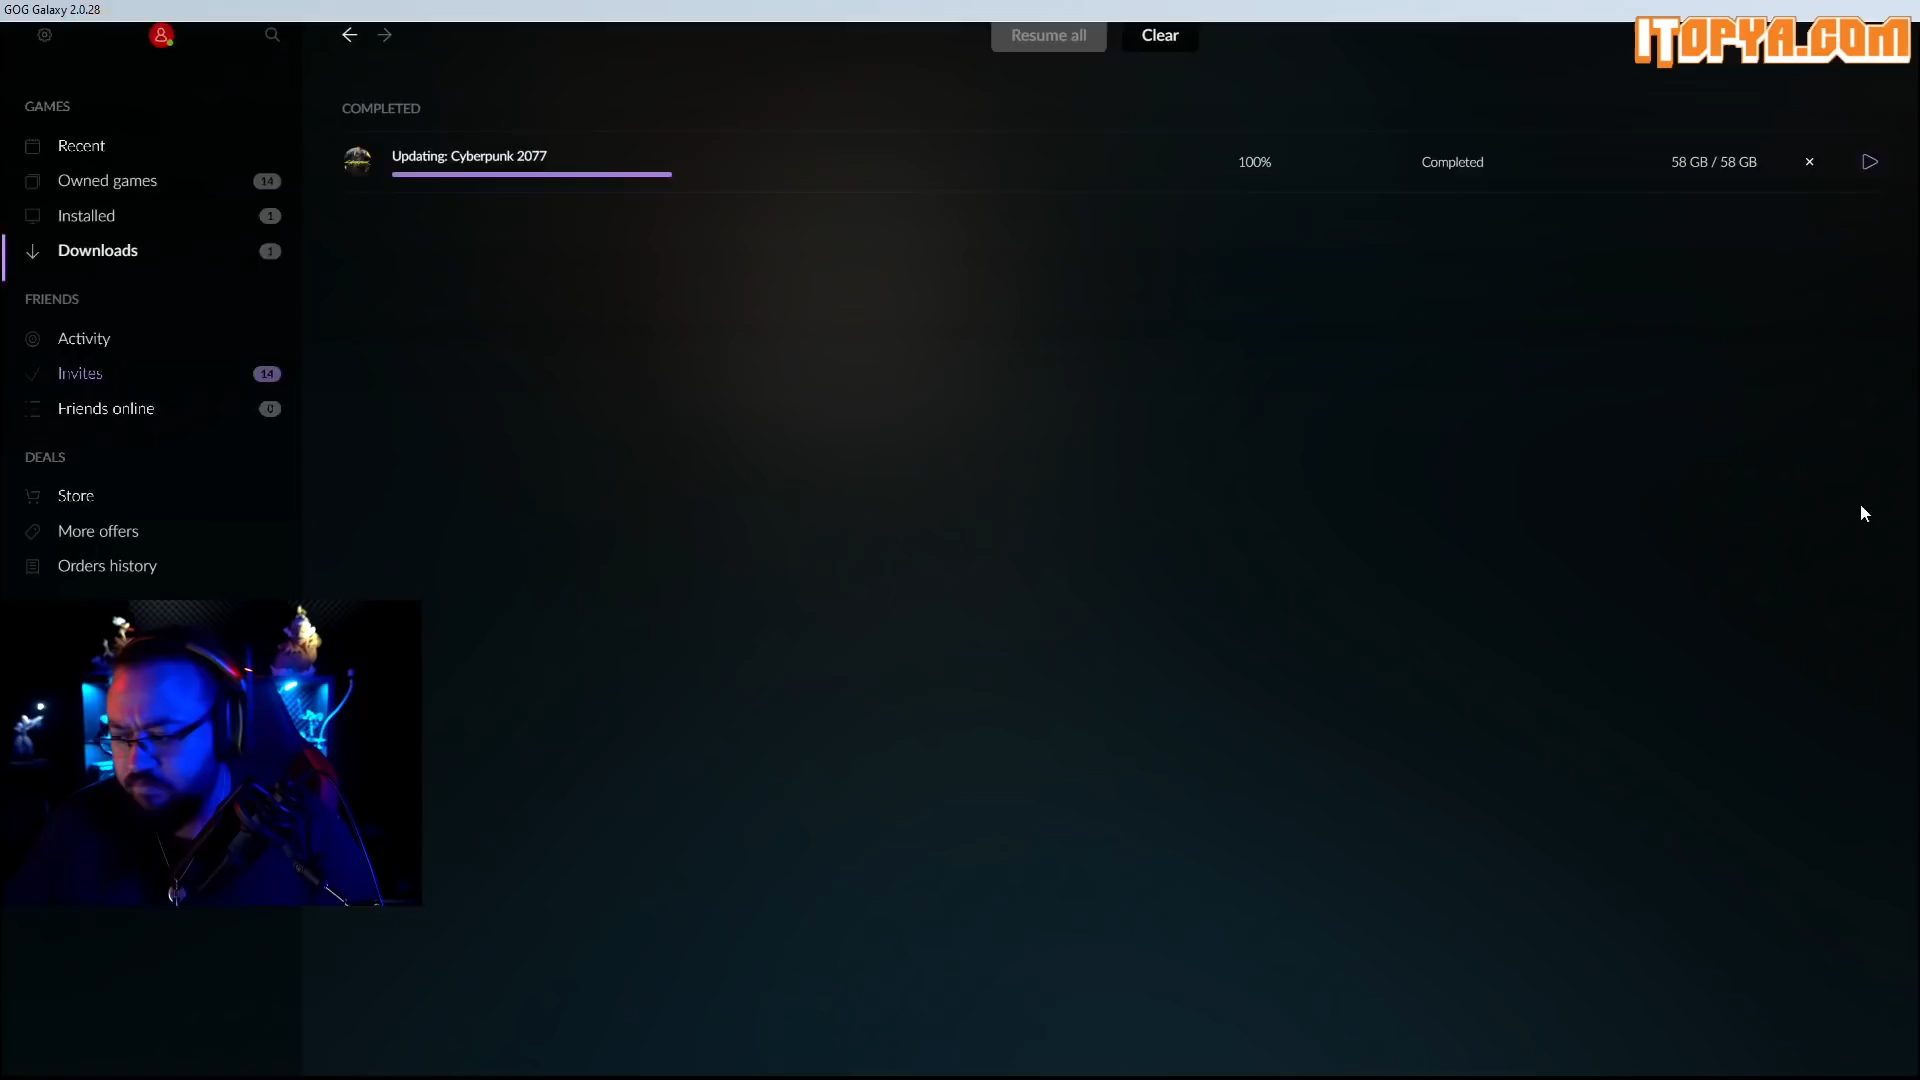 GOG Galaxy 2.0.28
Resume all
Clear
ITOPYA.COM
GAMES
Recent
Owned games 14
Installed 1
Downloads 1
FRIENDS
Activity
Invites 14
Friends online 0
DEALS
Store
More offers
Orders history
COMPLETED
Updating: Cyberpunk 2077
100%
Completed
58 GB / 58 GB